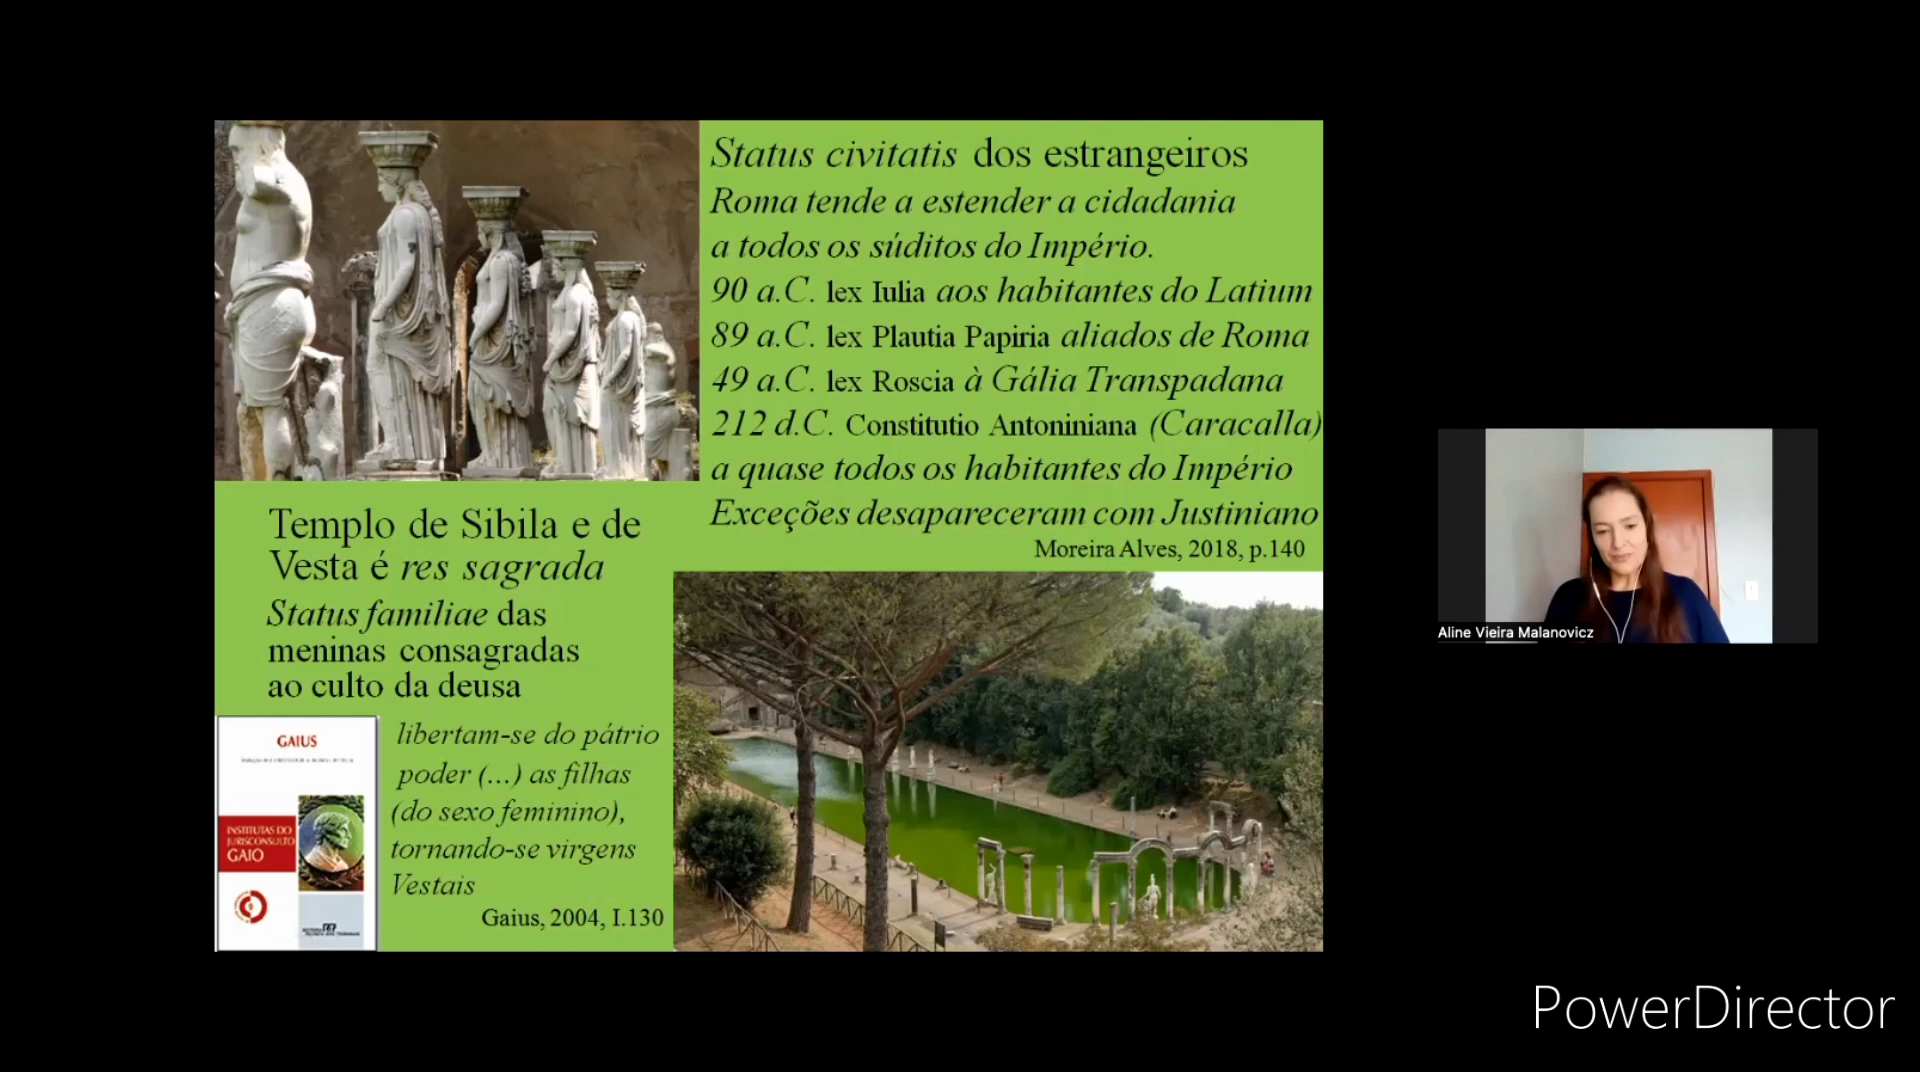 Status civitatis dos estrangeiros
Roma tende a estender a cidadania
a todos os súditos do Império.
90 a.C. lex Iulia aos habitantes do Latium
89 a.C. lex Plautia Papiria aliados de Roma
49 a.C. lex Roscia à Gália Transpadana
212 d.C. Constitutio Antoniniana (Caracalla)
a quase todos os habitantes do Império
Exceções desapareceram com Justiniano
Moreira Alves, 2018, p.140
Templo de Sibila e de
Vesta é res sagrada
Status familiae das
meninas consagradas
ao culto da deusa
libertam-se do pátrio
poder (...) as filhas
(do sexo feminino),
tornando-se virgens
Vestais
Gaius, 2004, I.130
GAIUS
INSTITUTAS DO
JURISCONSULTO
GAIO
Aline Vieira Malanovicz
PowerDirector